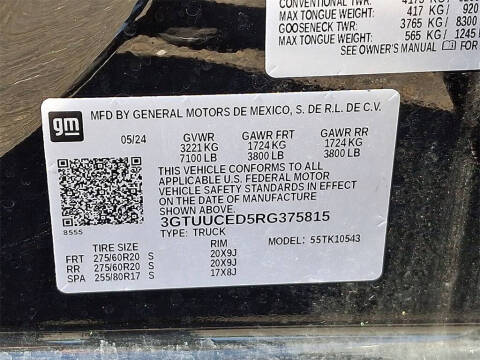 CONVENTIONAL TWR: 4173 KG /
MAX TONGUE WEIGHT: 417 KG / 920
GOOSENECK TWR: 3765 KG / 8300
MAX TONGUE WEIGHT: 565 KG / 1245
SEE OWNER'S MANUAL FOR
gm
MFD BY GENERAL MOTORS DE MEXICO, S. DE R.L. DE C.V.
05/24 GVWR GAWR FRT GAWR RR
3221 KG 1724 KG 1724 KG
7100 LB 3800 LB 3800 LB
THIS VEHICLE CONFORMS TO ALL
APPLICABLE U.S. FEDERAL MOTOR
VEHICLE SAFETY STANDARDS IN EFFECT
ON THE DATE OF MANUFACTURE
SHOWN ABOVE.
8555
3GTUUCED5RG375815
TYPE: TRUCK MODEL: 55TK10543
TIRE SIZE RIM
FRT 275/60R20 S 20X9J
RR 275/60R20 S 20X9J
SPA 255/80R17 S 17X8J